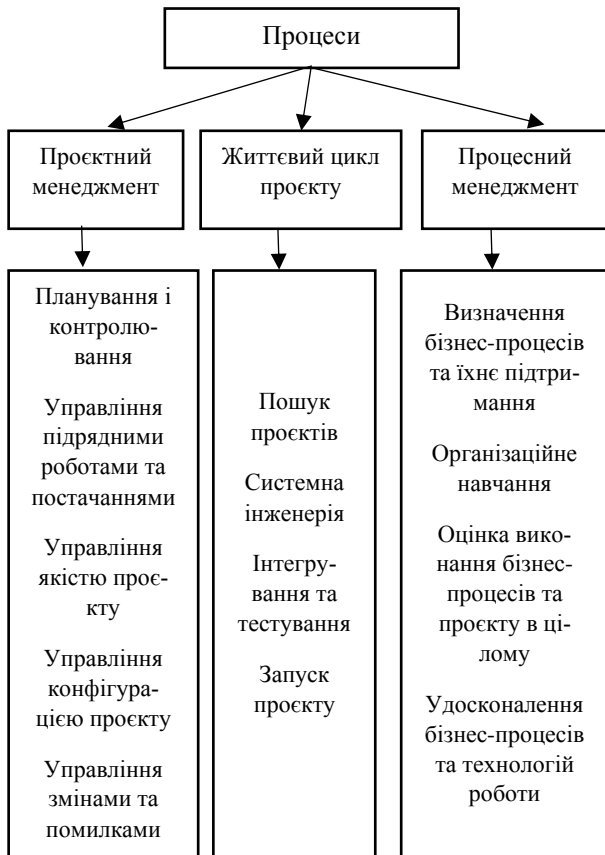 Процеси
Проєктний
менеджмент
Життєвий цикл
проєкту
Процесний
менеджмент
Планування і
контролю-
вання
Управління
підрядними
роботами та
постачаннями
Управління
якістю проє-
кту
Управління
конфігура-
цією проєкту
Управління
змінами та
помилками
Пошук
проєктів
Системна
інженерія
Інтегру-
вання та
тестування
Запуск
проєкту
Визначення
бізнес-процесів
та їхнє підтри-
мання
Організаційне
навчання
Оцінка вико-
нання бізнес-
процесів та
проєкту в ці-
лому
Удосконалення
бізнес-процесів
та технологій
роботи